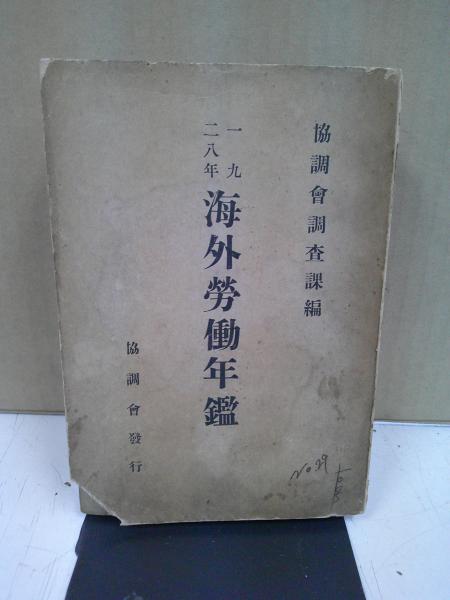 協調會調査課編
一九二八年
海外勞働年鑑
協調會發行
No 29